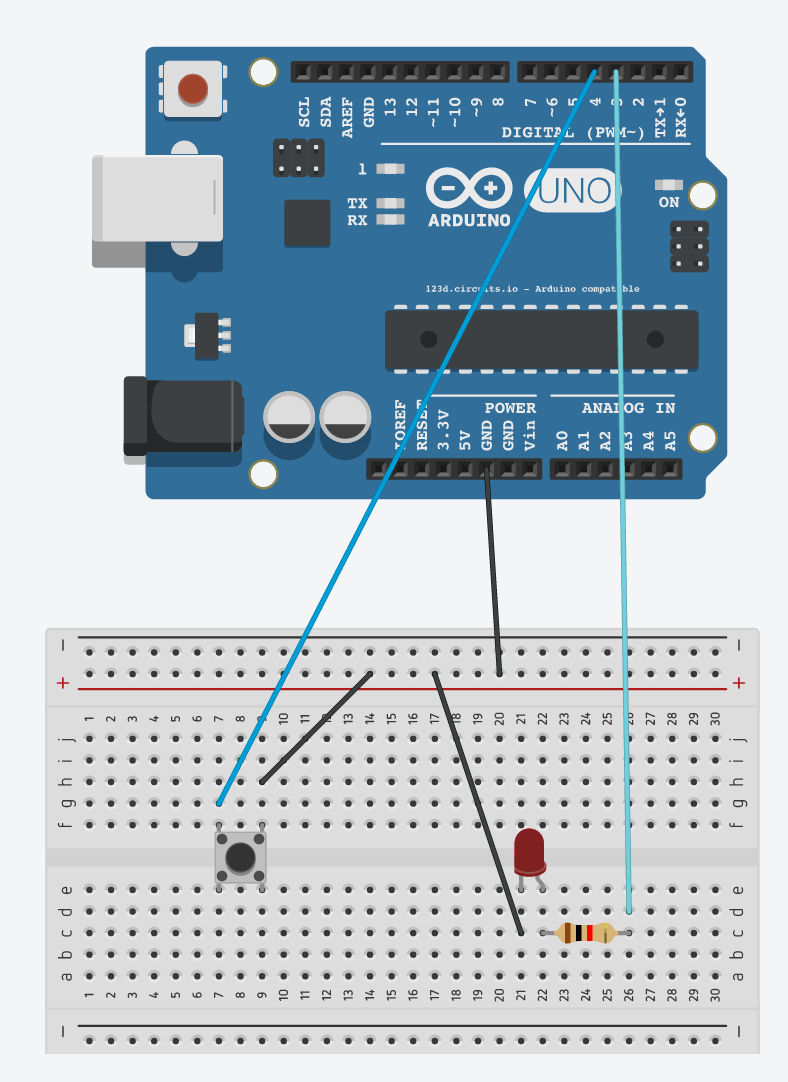 SCL SDA AREF GND 13 12 ~11 ~10 ~9 8 7 ~6 5 4 3 2 TX→1 RX←0
DIGITAL (PWM~)
1
TX
RX
ARDUINO
UNO
ON
123d.circuits.io - Arduino compatible
POWER
ANALOG IN
IOREF RESET 3.3V 5V GND GND Vin A0 A1 A2 A3 A4 A5
− −
+ +
1 2 3 4 5 6 7 8 9 10 11 12 13 14 15 16 17 18 19 20 21 22 23 24 25 26 27 28 29 30
j j
i i
h h
g g
f f
e e
d d
c c
b b
a a
1 2 3 4 5 6 7 8 9 10 11 12 13 14 15 16 17 18 19 20 21 22 23 24 25 26 27 28 29 30
− −